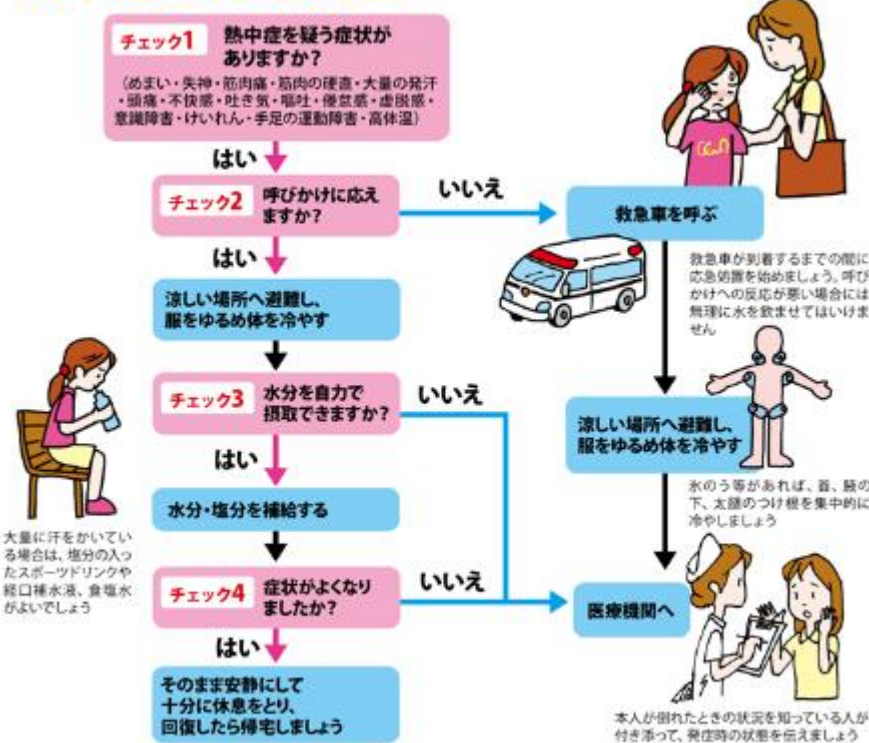 チェック1 熱中症を疑う症状が
ありますか？
（めまい・失神・筋肉痛・筋肉の硬直・大量の発汗
・頭痛・不快感・吐き気・嘔吐・倦怠感・虚脱感・
意識障害・けいれん・手足の運動障害・高体温）
はい
チェック2 呼びかけに応え
ますか？
いいえ
救急車を呼ぶ
救急車が到着するまでの間に
応急処置を始めましょう。呼び
かけへの反応が悪い場合には
無理に水を飲ませてはいけま
せん
はい
涼しい場所へ避難し、
服をゆるめ体を冷やす
チェック3 水分を自力で
摂取できますか？
いいえ
涼しい場所へ避難し、
服をゆるめ体を冷やす
氷のう等があれば、首、腋の
下、太腿のつけ根を集中的に
冷やしましょう
はい
水分・塩分を補給する
大量に汗をかいてい
る場合は、塩分の入っ
たスポーツドリンクや
経口補水液、食塩水
がよいでしょう
チェック4 症状がよくなり
ましたか？
いいえ
医療機関へ
はい
そのまま安静にして
十分に休息をとり、
回復したら帰宅しましょう
本人が倒れたときの状況を知っている人が
付き添って、発症時の状態を伝えましょう